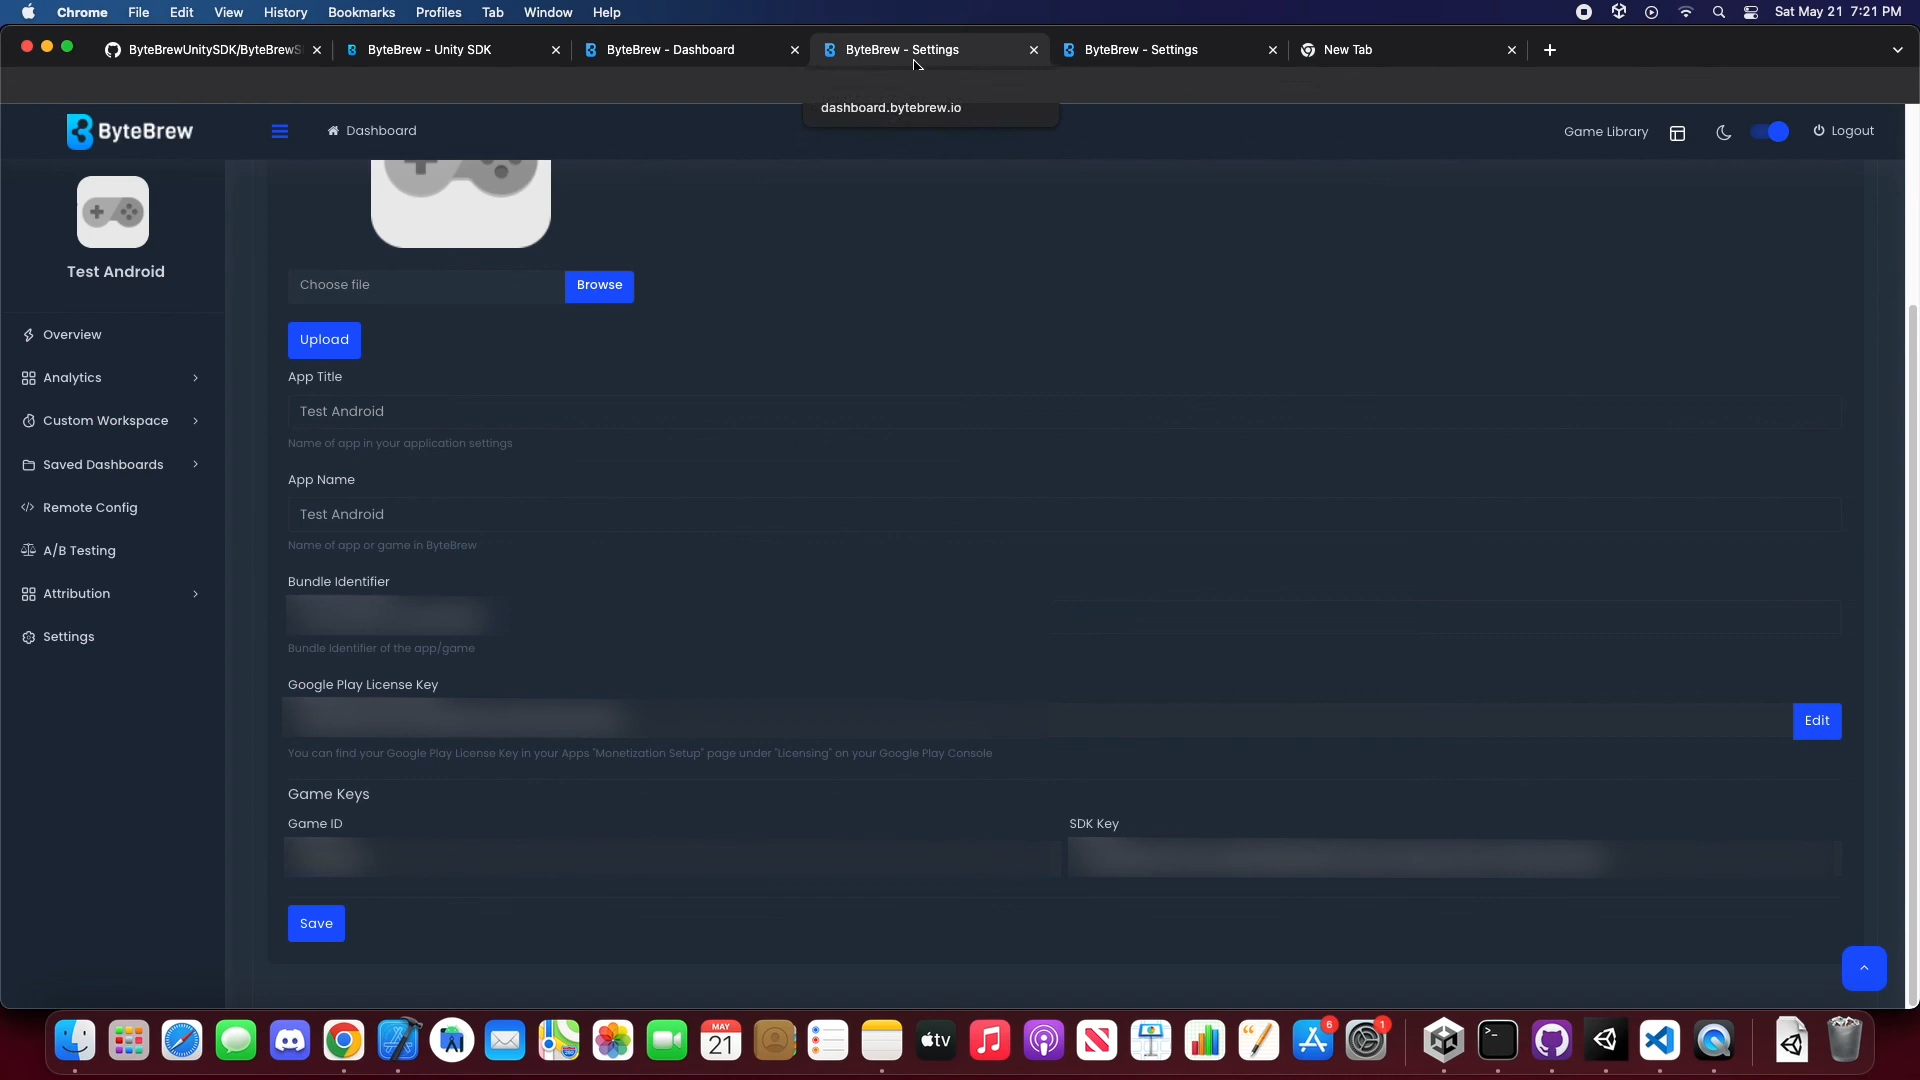 Chrome File Edit View History Bookmarks Profiles Tab Window Help Sat May 21 7:21 PM
ByteBrewUnitySDK/ByteBrewS ByteBrew - Unity SDK ByteBrew - Dashboard ByteBrew - Settings ByteBrew - Settings New Tab
dashboard.bytebrew.io
ByteBrew Dashboard Game Library Logout
Test Android
Overview
Analytics
Custom Workspace
Saved Dashboards
Remote Config
A/B Testing
Attribution
Settings
Choose file Browse
Upload
App Title
Test Android
Name of app in your application settings
App Name
Test Android
Name of app or game in ByteBrew
Bundle Identifier
Bundle Identifier of the app/game
Google Play License Key
Edit
You can find your Google Play License Key in your Apps "Monetization Setup" page under "Licensing" on your Google Play Console
Game Keys
Game ID SDK Key
Save
MAY
21
tv
6
1